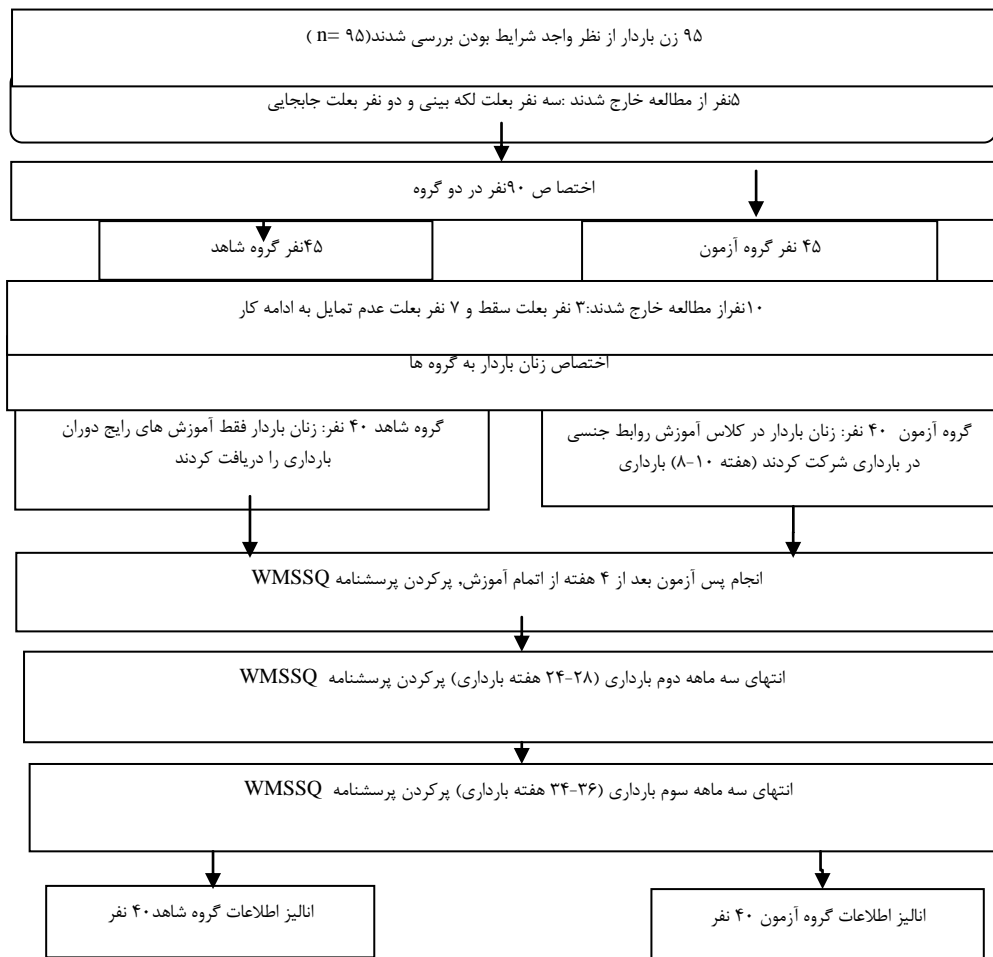 ۹۵ زن باردار از نظر واجد شرایط بودن بررسی شدند(n= ۹۵ )
۵نفر از مطالعه خارج شدند :سه نفر بعلت لکه بینی و دو نفر بعلت جابجایی
اختصا ص ۹۰نفر در دو گروه
۴۵ نفر گروه آزمون
۴۵نفر گروه شاهد
۱۰نفراز مطالعه خارج شدند:۳ نفر بعلت سقط و ۷ نفر بعلت عدم تمایل به ادامه کار
اختصاص زنان باردار به گروه ها
گروه آزمون ۴۰ نفر: زنان باردار در کلاس آموزش روابط جنسی
در بارداری شرکت کردند (هفته ۱۰-۸) بارداری
گروه شاهد ۴۰ نفر: زنان باردار فقط آموزش های رایج دوران
بارداری را دریافت کردند
انجام پس آزمون بعد از ۴ هفته از اتمام آموزش, پرکردن پرسشنامه WMSSQ
انتهای سه ماهه دوم بارداری (۲۸-۲۴ هفته بارداری) پرکردن پرسشنامه WMSSQ
انتهای سه ماهه سوم بارداری (۳۶-۳۴ هفته بارداری) پرکردن پرسشنامه WMSSQ
انالیز اطلاعات گروه آزمون ۴۰ نفر
انالیز اطلاعات گروه شاهد۴۰ نفر